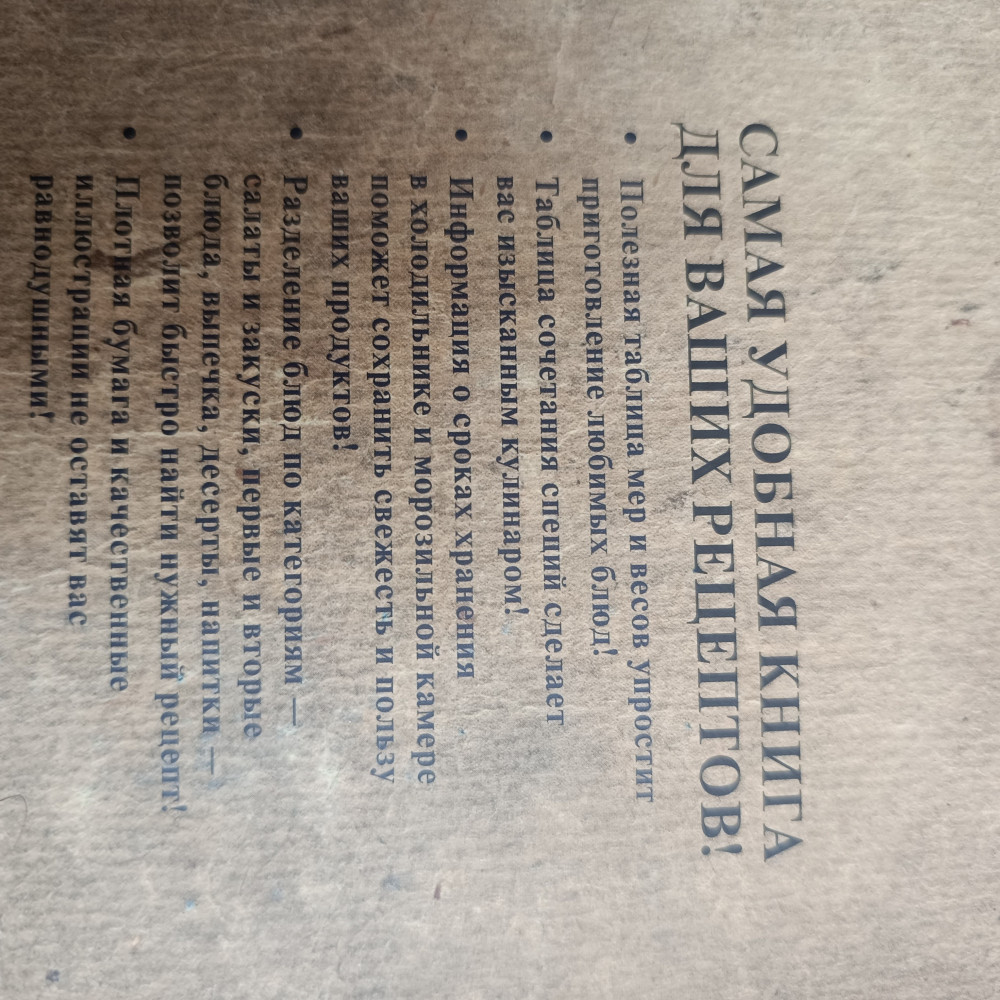 САМАЯ УДОБНАЯ КНИГА
ДЛЯ ВАШИХ РЕЦЕПТОВ!
• Полезная таблица мер и весов упростит
приготовление любимых блюд!
• Таблица сочетания специй сделает
вас изысканным кулинаром!
• Информация о сроках хранения
в холодильнике и морозильной камере
поможет сохранить свежесть и пользу
ваших продуктов!
• Разделение блюд по категориям —
салаты и закуски, первые и вторые
блюда, выпечка, десерты, напитки —
позволит быстро найти нужный рецепт!
• Плотная бумага и качественные
иллюстрации не оставят вас
равнодушными!